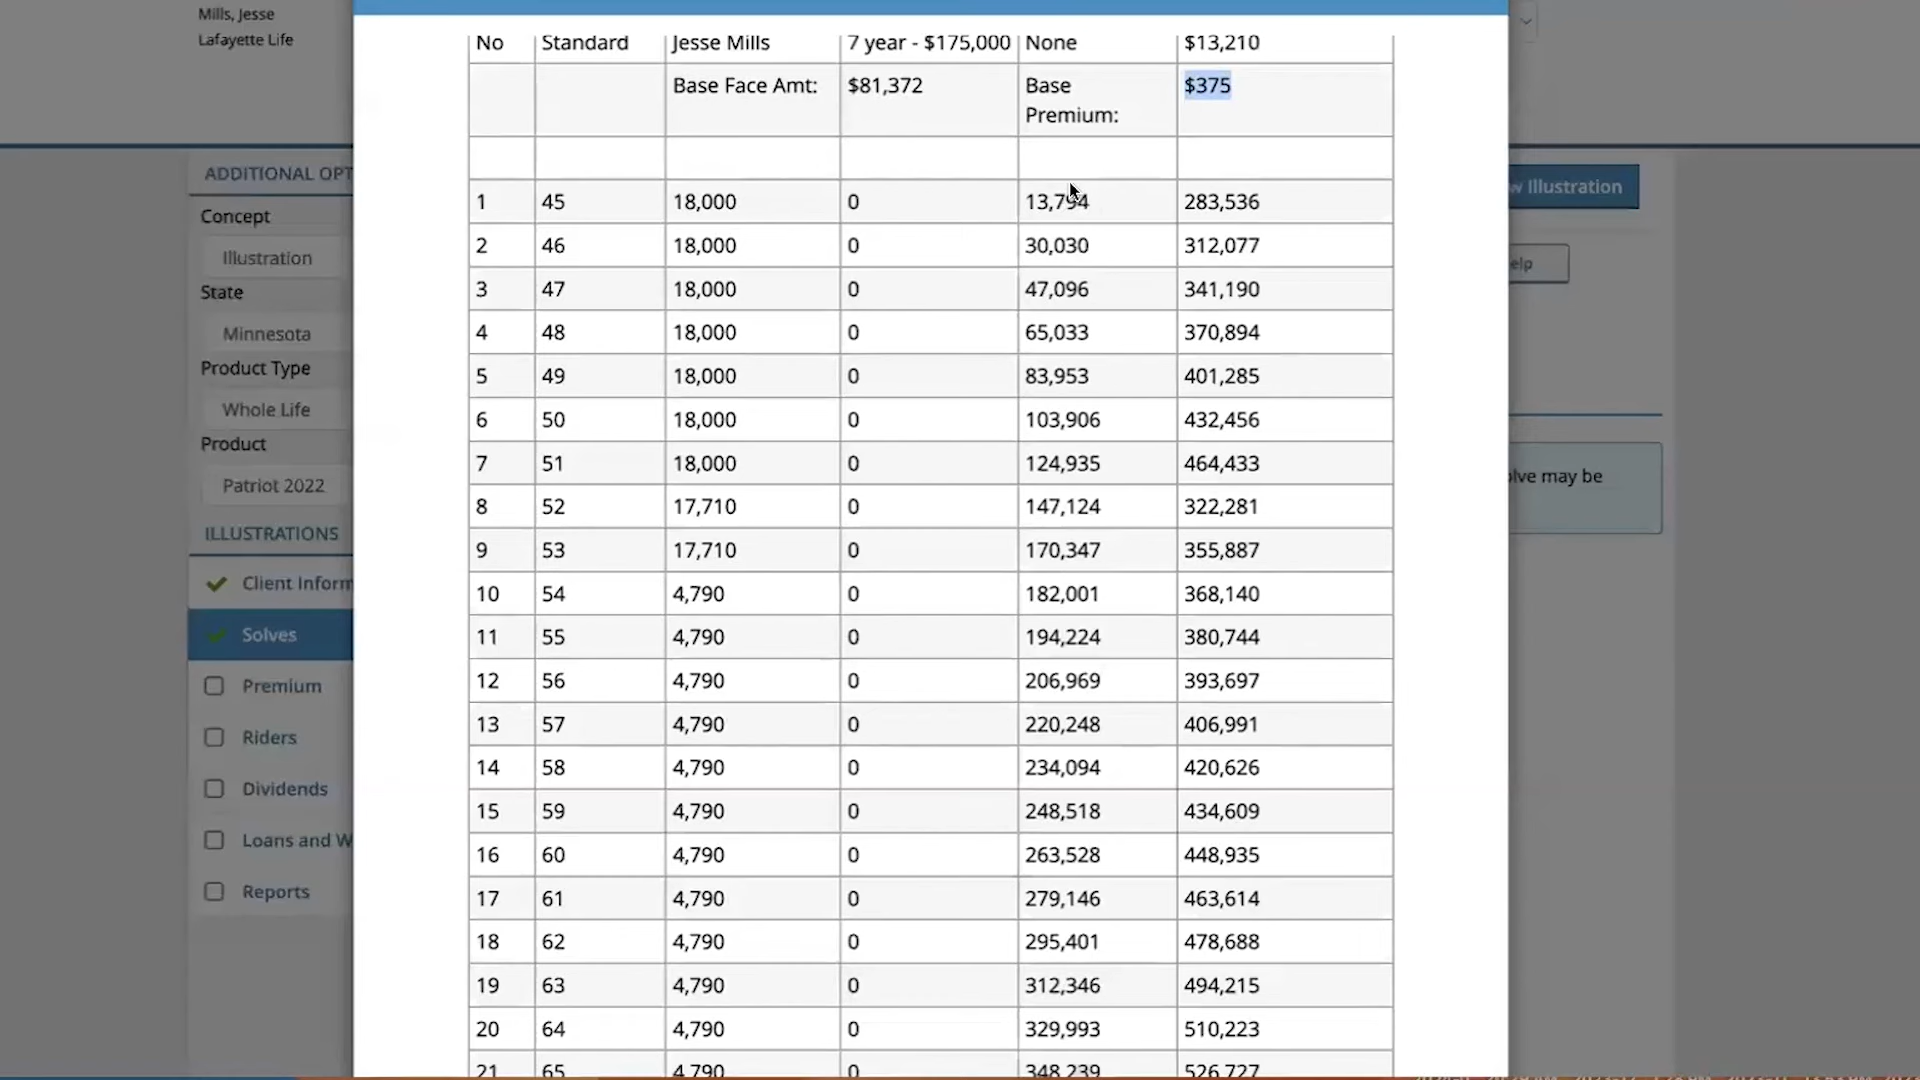 Mills, Jesse
Lafayette Life
ADDITIONAL OPT
Concept
Illustration
State
Minnesota
Product Type
Whole Life
Product
Patriot 2022
ILLUSTRATIONS
Client Inform
Solves
Premium
Riders
Dividends
Loans and W
Reports
No Standard Jesse Mills 7 year - $175,000 None $13,210
Base Face Amt: $81,372 Base Premium: $375
1 45 18,000 0 13,794 283,536
2 46 18,000 0 30,030 312,077
3 47 18,000 0 47,096 341,190
4 48 18,000 0 65,033 370,894
5 49 18,000 0 83,953 401,285
6 50 18,000 0 103,906 432,456
7 51 18,000 0 124,935 464,433
8 52 17,710 0 147,124 322,281
9 53 17,710 0 170,347 355,887
10 54 4,790 0 182,001 368,140
11 55 4,790 0 194,224 380,744
12 56 4,790 0 206,969 393,697
13 57 4,790 0 220,248 406,991
14 58 4,790 0 234,094 420,626
15 59 4,790 0 248,518 434,609
16 60 4,790 0 263,528 448,935
17 61 4,790 0 279,146 463,614
18 62 4,790 0 295,401 478,688
19 63 4,790 0 312,346 494,215
20 64 4,790 0 329,993 510,223
21 65 4,790 0 348,239 526,727
w Illustration
elp
olve may be